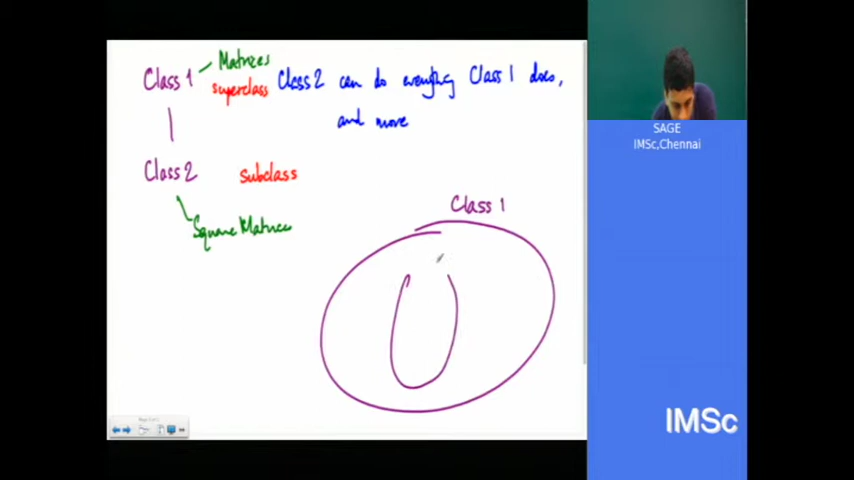 Class 1
Matrices
superclass
Class 2 can do everything Class 1 does,
and more
Class 2
subclass
Square Matrices
Class 1
SAGE
IMSc,Chennai
IMSc